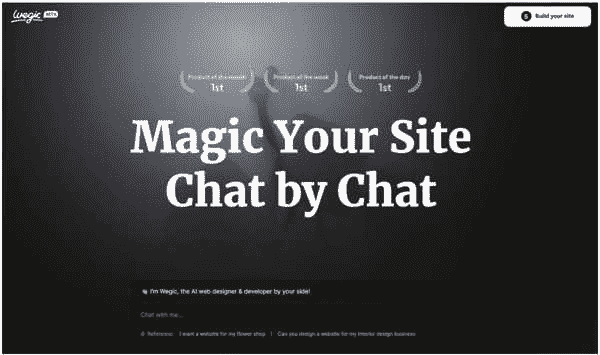 Wegic BETA
Build your site
Product of the month
1st
Product of the week
1st
Product of the day
1st
Magic Your Site
Chat by Chat
I'm Wegic, the AI web designer & developer by your side!
Chat with me...
Reference: I want a website for my flower shop | Can you design a website for my interior design business